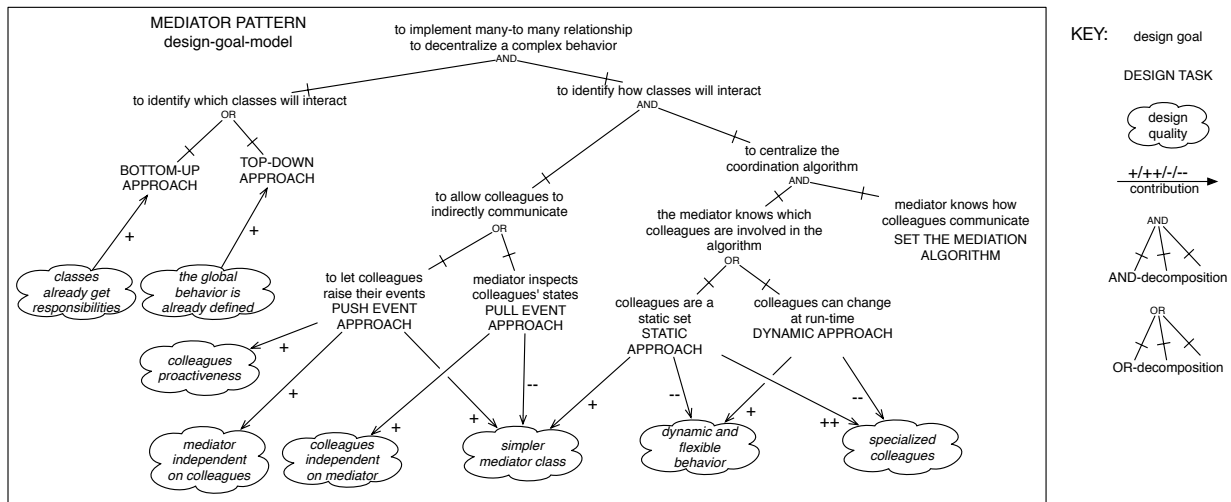 MEDIATOR PATTERN
design-goal-model
to implement many-to many relationship
to decentralize a complex behavior
AND
to identify which classes will interact
OR
to identify how classes will interact
AND
BOTTOM-UP
APPROACH
TOP-DOWN
APPROACH
to allow colleagues to
indirectly communicate
OR
to centralize the
coordination algorithm
AND
the mediator knows which
colleagues are involved in the
algorithm
OR
mediator knows how
colleagues communicate
SET THE MEDIATION
ALGORITHM
+
+
classes
already get
responsibilities
the global
behavior is
already defined
to let colleagues
raise their events
PUSH EVENT
APPROACH
mediator inspects
colleagues' states
PULL EVENT
APPROACH
colleagues are a
static set
STATIC
APPROACH
colleagues can change
at run-time
DYNAMIC APPROACH
+
colleagues
proactiveness
+
+
+
--
+
--
+
++
--
mediator
independent
on colleagues
colleagues
independent
on mediator
simpler
mediator class
dynamic and
flexible
behavior
specialized
colleagues
KEY:
design goal
DESIGN TASK
design
quality
+/++/-/--
contribution
AND
AND-decomposition
OR
OR-decomposition